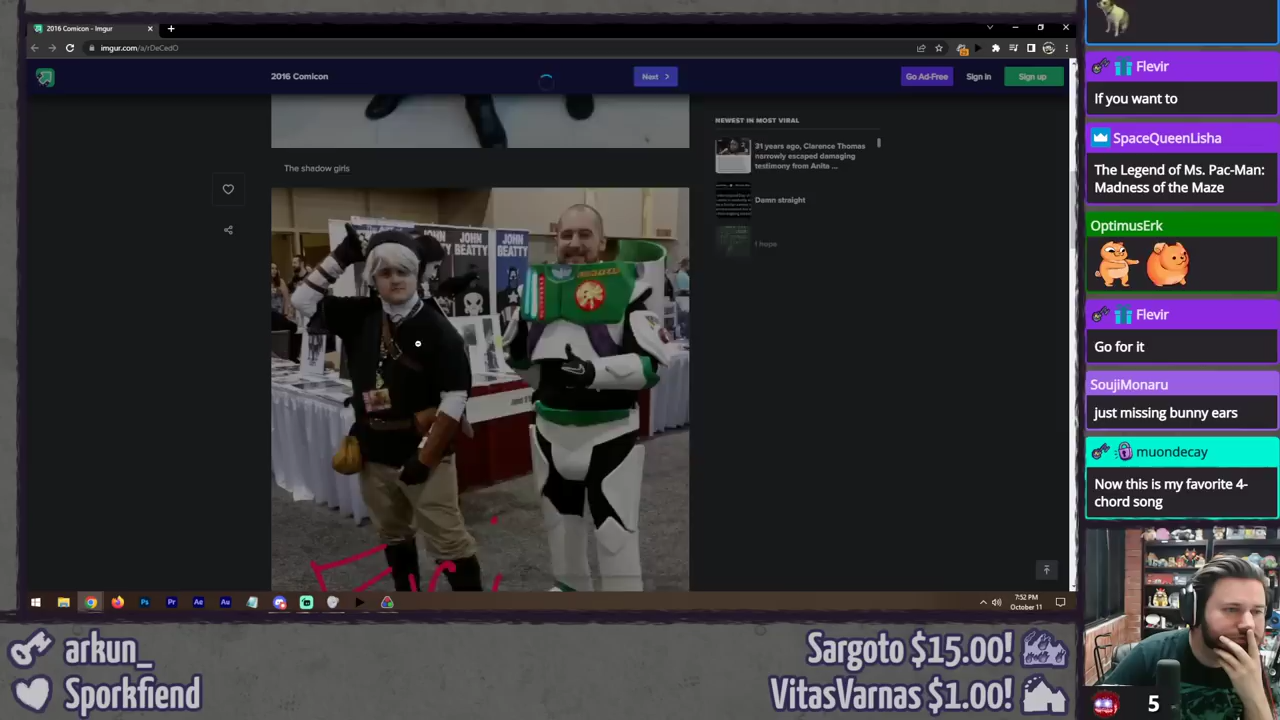 2016 Comicon - Imgur
imgur.com/a/rDeCedO
2016 Comicon
Next
Go Ad-Free
Sign in
Sign up
The shadow girls
NEWEST IN MOST VIRAL
31 years ago, Clarence Thomas
narrowly escaped damaging
testimony from Anita ...
Damn straight
I hope
JOHN
BEATTY
JOHN
BEATTY
7:52 PM
October 11
Flevir
If you want to
SpaceQueenLisha
The Legend of Ms. Pac-Man:
Madness of the Maze
OptimusErk
Flevir
Go for it
SoujiMonaru
just missing bunny ears
muondecay
Now this is my favorite 4-
chord song
5
arkun_
Sporkfiend
Sargoto $15.00!
VitasVarnas $1.00!